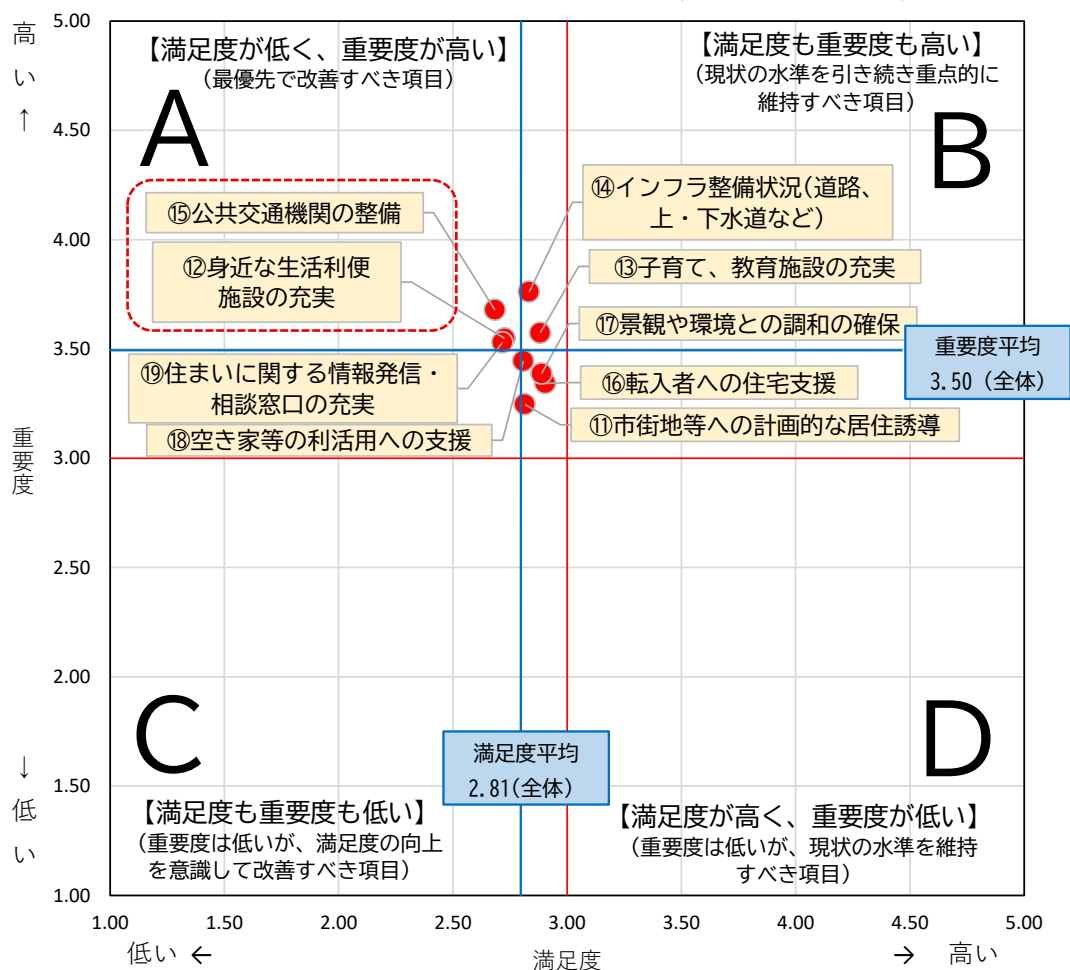 高い↑
重要度
↓低い
5.00
4.50
4.00
3.50
3.00
2.50
2.00
1.50
1.00
【満足度が低く、重要度が高い】
（最優先で改善すべき項目）
A
【満足度も重要度も高い】
（現状の水準を引き続き重点的に
維持すべき項目）
B
⑮公共交通機関の整備
⑫身近な生活利便
施設の充実
⑭インフラ整備状況（道路、
上・下水道など）
⑬子育て、教育施設の充実
⑰景観や環境との調和の確保
重要度平均
3.50（全体）
⑲住まいに関する情報発信・
相談窓口の充実
⑯転入者への住宅支援
⑱空き家等の利活用への支援
⑪市街地等への計画的な居住誘導
C
【満足度も重要度も低い】
（重要度は低いが、満足度の向上
を意識して改善すべき項目）
満足度平均
2.81(全体)
D
【満足度が高く、重要度が低い】
（重要度は低いが、現状の水準を維持
すべき項目）
1.00 1.50 2.00 2.50 3.00 3.50 4.00 4.50 5.00
低い ← 満足度 → 高い